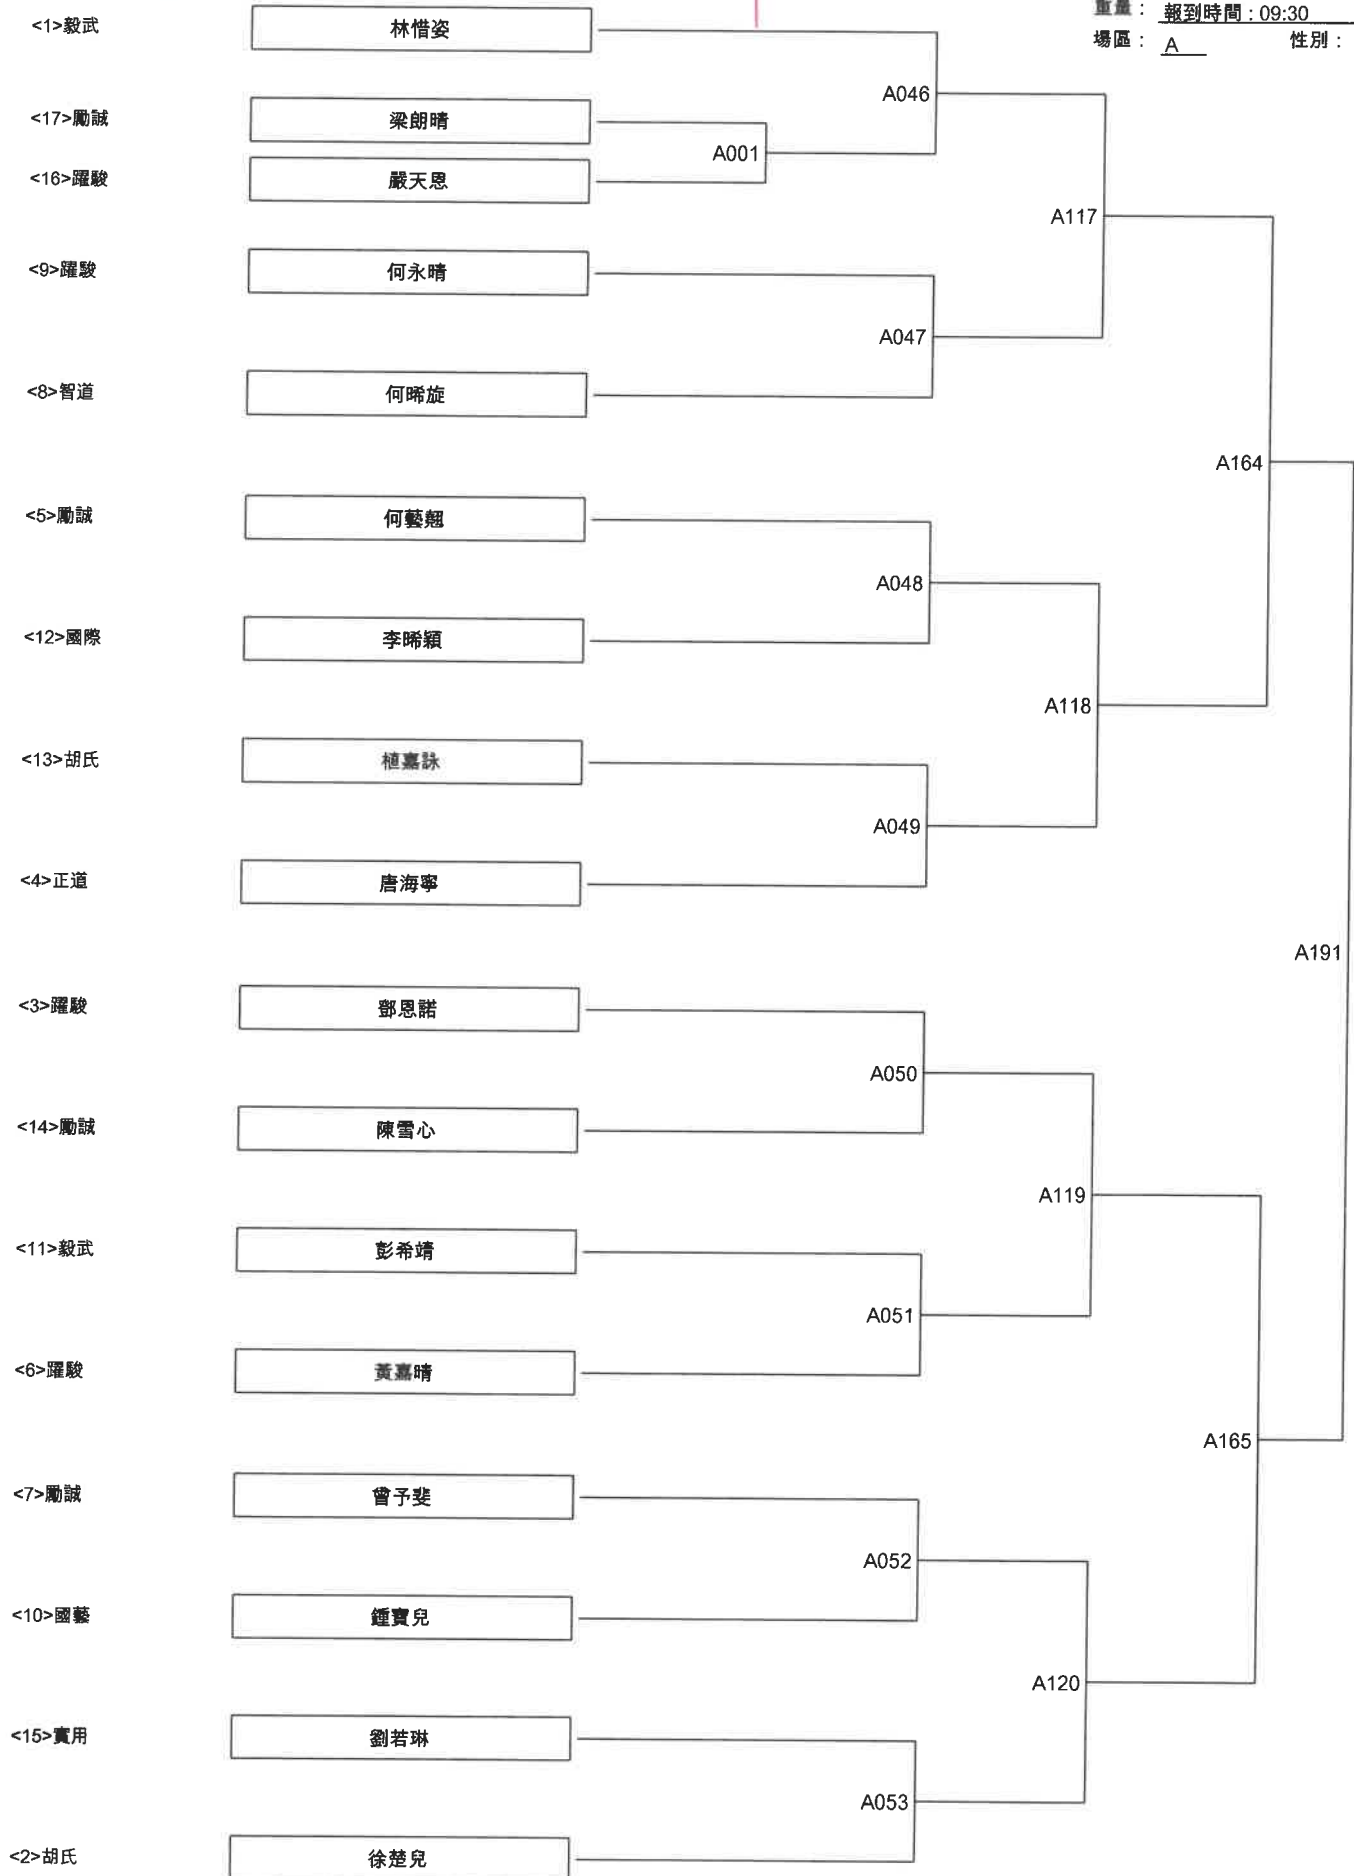 重量： 報到時間 : 09:30
場區： A 性別：
<1>毅武 林惜姿
A046
<17>勵誠 梁朗晴
A001
<16>躍駿 嚴天恩
A117
<9>躍駿 何永晴
A047
<8>智道 何晞旋
A164
<5>勵誠 何藝翹
A048
<12>國際 李晞穎
A118
<13>胡氏 植嘉詠
A049
<4>正道 唐海寧
A191
<3>躍駿 鄧恩諾
A050
<14>勵誠 陳雪心
A119
<11>毅武 彭希靖
A051
<6>躍駿 黃嘉晴
A165
<7>勵誠 曾予斐
A052
<10>國藝 鍾寶兒
A120
<15>實用 劉若琳
A053
<2>胡氏 徐楚兒